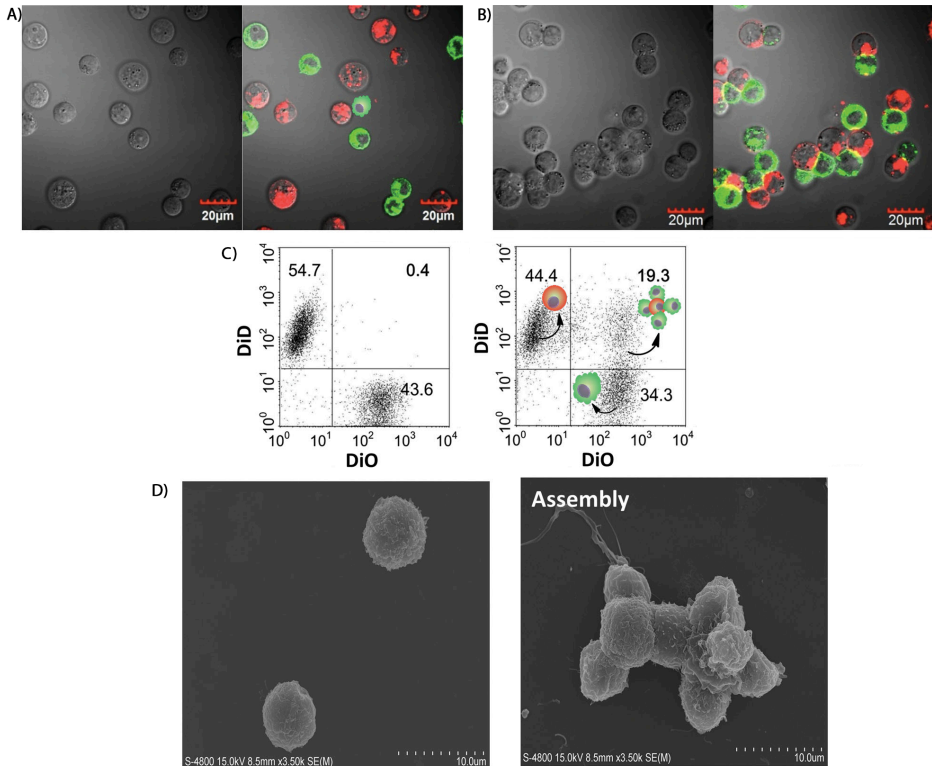 A)
20μm
20μm
B)
20μm
20μm
C)
DiD
10⁴
10³
10²
10¹
10⁰
54.7
0.4
43.6
10⁰ 10¹ 10² 10³ 10⁴
DiO
10⁴
10³
10²
10¹
10⁰
44.4
19.3
34.3
10⁰ 10¹ 10² 10³ 10⁴
DiO
D)
S-4800 15.0kV 8.5mm x3.50k SE(M)
10.0um
Assembly
S-4800 15.0kV 8.5mm x3.50k SE(M)
10.0um